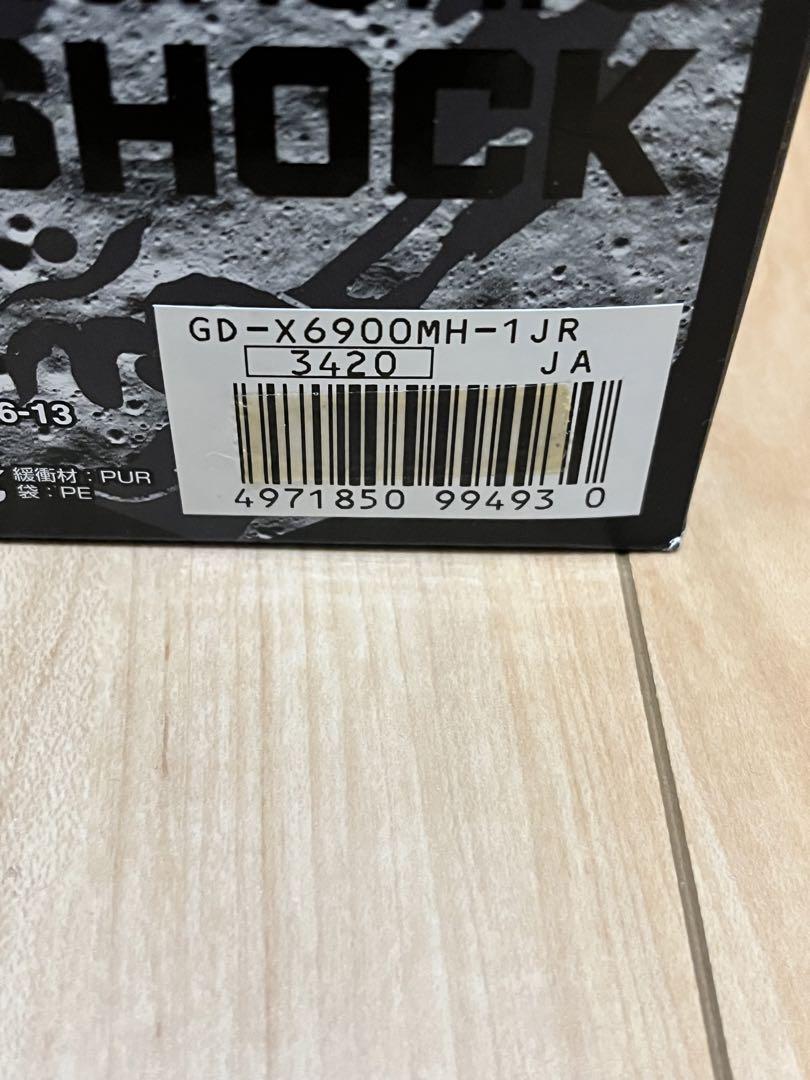 SHOCK
GD-X6900MH-1JR
3420 JA
6-13
緩衝材：PUR
袋：PE
4971850 99493 0